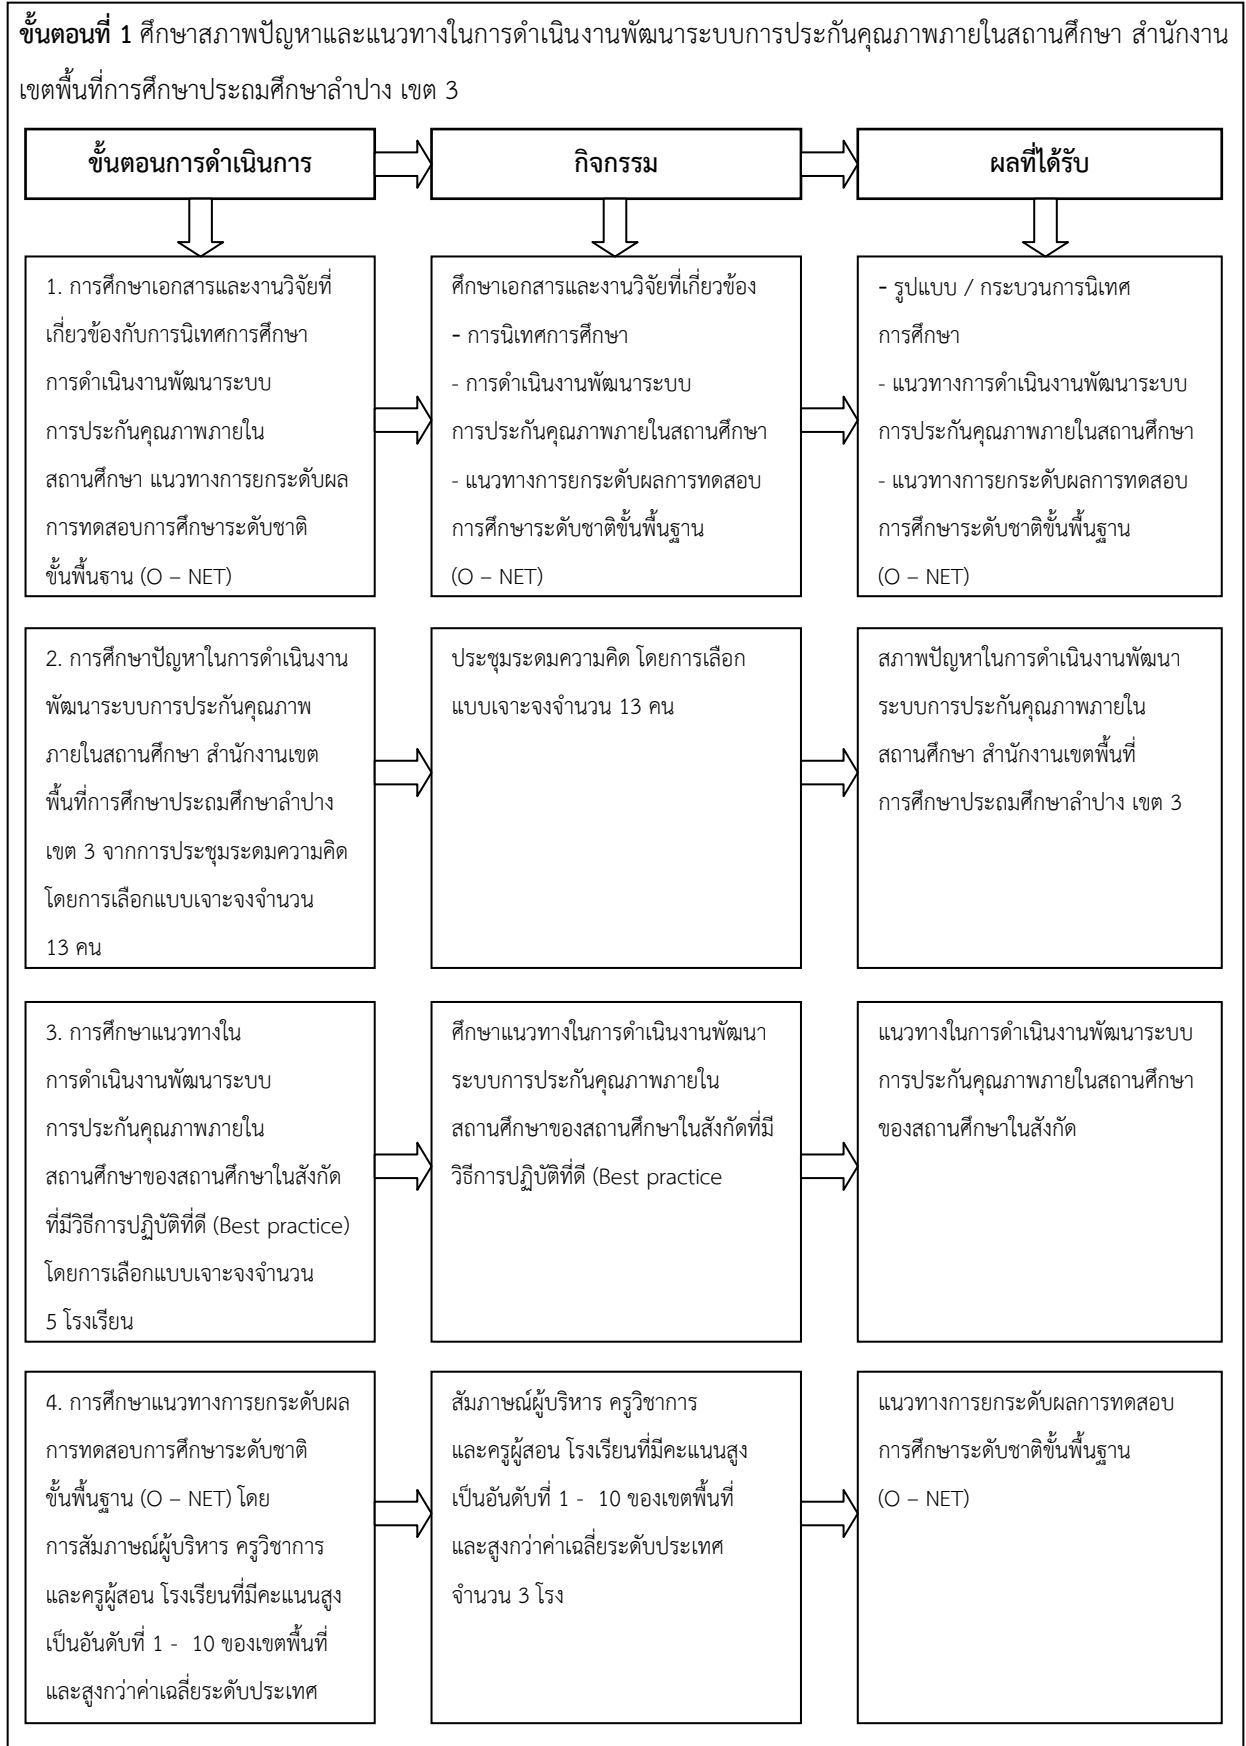 ขั้นตอนที่ 1 ศึกษาสภาพปัญหาและแนวทางในการดำเนินงานพัฒนาระบบการประกันคุณภาพภายในสถานศึกษา สำนักงาน
เขตพื้นที่การศึกษาประถมศึกษาลำปาง เขต 3
ขั้นตอนการดำเนินการ
กิจกรรม
ผลที่ได้รับ
1. การศึกษาเอกสารและงานวิจัยที่
เกี่ยวข้องกับการนิเทศการศึกษา
การดำเนินงานพัฒนาระบบ
การประกันคุณภาพภายใน
สถานศึกษา แนวทางการยกระดับผล
การทดสอบการศึกษาระดับชาติ
ขั้นพื้นฐาน (O – NET)
ศึกษาเอกสารและงานวิจัยที่เกี่ยวข้อง
- การนิเทศการศึกษา
- การดำเนินงานพัฒนาระบบ
การประกันคุณภาพภายในสถานศึกษา
- แนวทางการยกระดับผลการทดสอบ
การศึกษาระดับชาติขั้นพื้นฐาน
(O – NET)
- รูปแบบ / กระบวนการนิเทศ
การศึกษา
- แนวทางการดำเนินงานพัฒนาระบบ
การประกันคุณภาพภายในสถานศึกษา
- แนวทางการยกระดับผลการทดสอบ
การศึกษาระดับชาติขั้นพื้นฐาน
(O – NET)
2. การศึกษาปัญหาในการดำเนินงาน
พัฒนาระบบการประกันคุณภาพ
ภายในสถานศึกษา สำนักงานเขต
พื้นที่การศึกษาประถมศึกษาลำปาง
เขต 3 จากการประชุมระดมความคิด
โดยการเลือกแบบเจาะจงจำนวน
13 คน
ประชุมระดมความคิด โดยการเลือก
แบบเจาะจงจำนวน 13 คน
สภาพปัญหาในการดำเนินงานพัฒนา
ระบบการประกันคุณภาพภายใน
สถานศึกษา สำนักงานเขตพื้นที่
การศึกษาประถมศึกษาลำปาง เขต 3
3. การศึกษาแนวทางใน
การดำเนินงานพัฒนาระบบ
การประกันคุณภาพภายใน
สถานศึกษาของสถานศึกษาในสังกัด
ที่มีวิธีการปฏิบัติที่ดี (Best practice)
โดยการเลือกแบบเจาะจงจำนวน
5 โรงเรียน
ศึกษาแนวทางในการดำเนินงานพัฒนา
ระบบการประกันคุณภาพภายใน
สถานศึกษาของสถานศึกษาในสังกัดที่มี
วิธีการปฏิบัติที่ดี (Best practice
แนวทางในการดำเนินงานพัฒนาระบบ
การประกันคุณภาพภายในสถานศึกษา
ของสถานศึกษาในสังกัด
4. การศึกษาแนวทางการยกระดับผล
การทดสอบการศึกษาระดับชาติ
ขั้นพื้นฐาน (O – NET) โดย
การสัมภาษณ์ผู้บริหาร ครูวิชาการ
และครูผู้สอน โรงเรียนที่มีคะแนนสูง
เป็นอันดับที่ 1 - 10 ของเขตพื้นที่
และสูงกว่าค่าเฉลี่ยระดับประเทศ
สัมภาษณ์ผู้บริหาร ครูวิชาการ
และครูผู้สอน โรงเรียนที่มีคะแนนสูง
เป็นอันดับที่ 1 - 10 ของเขตพื้นที่
และสูงกว่าค่าเฉลี่ยระดับประเทศ
จำนวน 3 โรง
แนวทางการยกระดับผลการทดสอบ
การศึกษาระดับชาติขั้นพื้นฐาน
(O – NET)